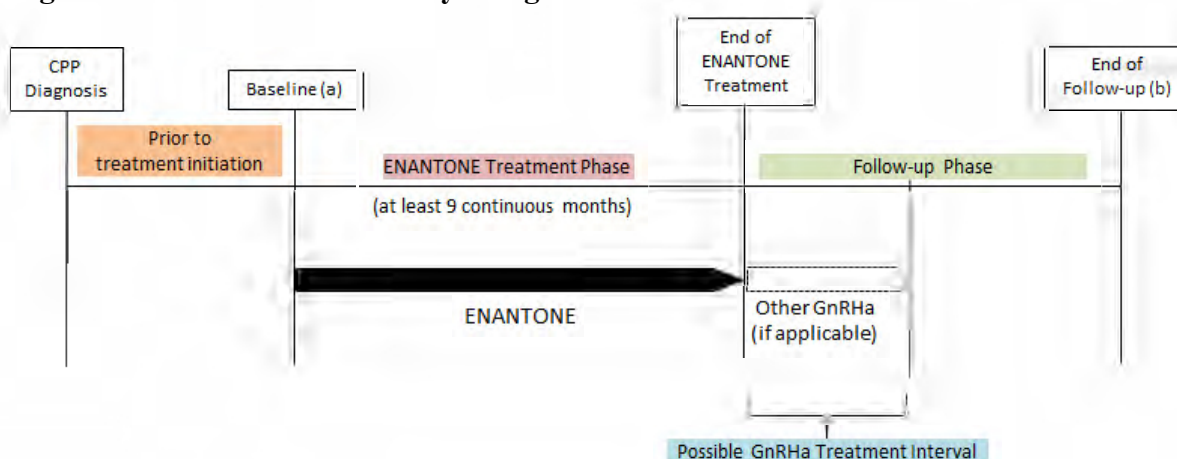 CPP
Diagnosis
Baseline (a)
End of
ENANTONE
Treatment
End of
Follow-up (b)
Prior to
treatment initiation
ENANTONE Treatment Phase
Follow-up Phase
(at least 9 continuous months)
ENANTONE
Other GnRHa
(if applicable)
Possible GnRHa Treatment Interval